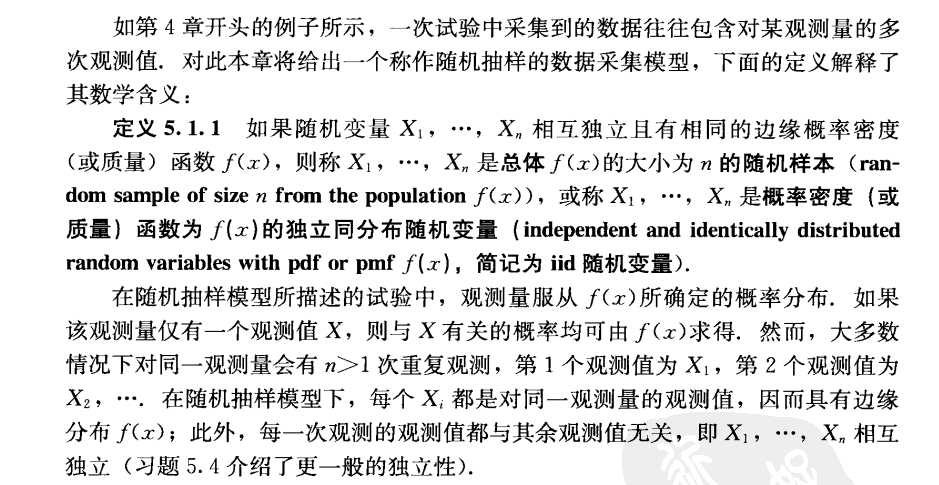 如第 4 章开头的例子所示，一次试验中采集到的数据往往包含对某观测量的多
次观测值. 对此本章将给出一个称作随机抽样的数据采集模型，下面的定义解释了
其数学含义：
定义 5.1.1 如果随机变量 X₁，…，Xₙ 相互独立且有相同的边缘概率密度
（或质量）函数 f(x)，则称 X₁，…，Xₙ 是总体 f(x)的大小为 n 的随机样本（ran-
dom sample of size n from the population f(x)），或称 X₁，…，Xₙ 是概率密度（或
质量）函数为 f(x)的独立同分布随机变量（independent and identically distributed
random variables with pdf or pmf f(x)，简记为 iid 随机变量）.
在随机抽样模型所描述的试验中，观测量服从 f(x)所确定的概率分布. 如果
该观测量仅有一个观测值 X，则与 X 有关的概率均可由 f(x)求得. 然而，大多数
情况下对同一观测量会有 n>1 次重复观测，第 1 个观测值为 X₁，第 2 个观测值为
X₂，…. 在随机抽样模型下，每个 Xᵢ 都是对同一观测量的观测值，因而具有边缘
分布 f(x)；此外，每一次观测的观测值都与其余观测值无关，即 X₁，…，Xₙ 相互
独立（习题 5.4 介绍了更一般的独立性）.